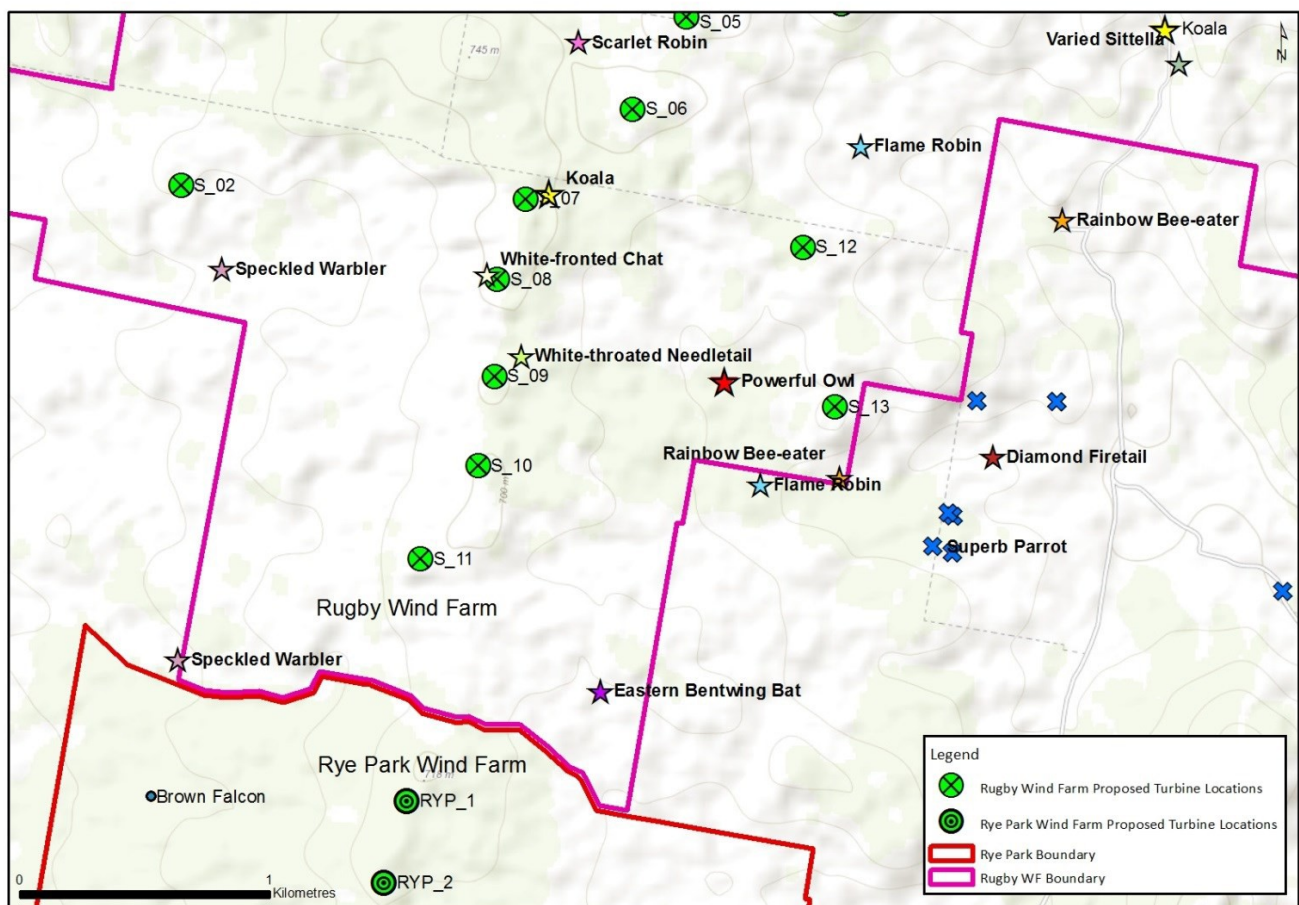 S_05
Koala
Varied Sittella
Scarlet Robin
745 m
N
S_06
Flame Robin
Koala
S_02
07
Rainbow Bee-eater
S_12
White-fronted Chat
Speckled Warbler
S_08
White-throated Needletail
S_09
Powerful Owl
S_13
Rainbow Bee-eater
Diamond Firetail
S_10
Flame Robin
700 m
Superb Parrot
S_11
Rugby Wind Farm
Speckled Warbler
Eastern Bentwing Bat
Rye Park Wind Farm
718 m
Brown Falcon
RYP_1
RYP_2
0 1
Kilometres
Legend
Rugby Wind Farm Proposed Turbine Locations
Rye Park Wind Farm Proposed Turbine Locations
Rye Park Boundary
Rugby WF Boundary